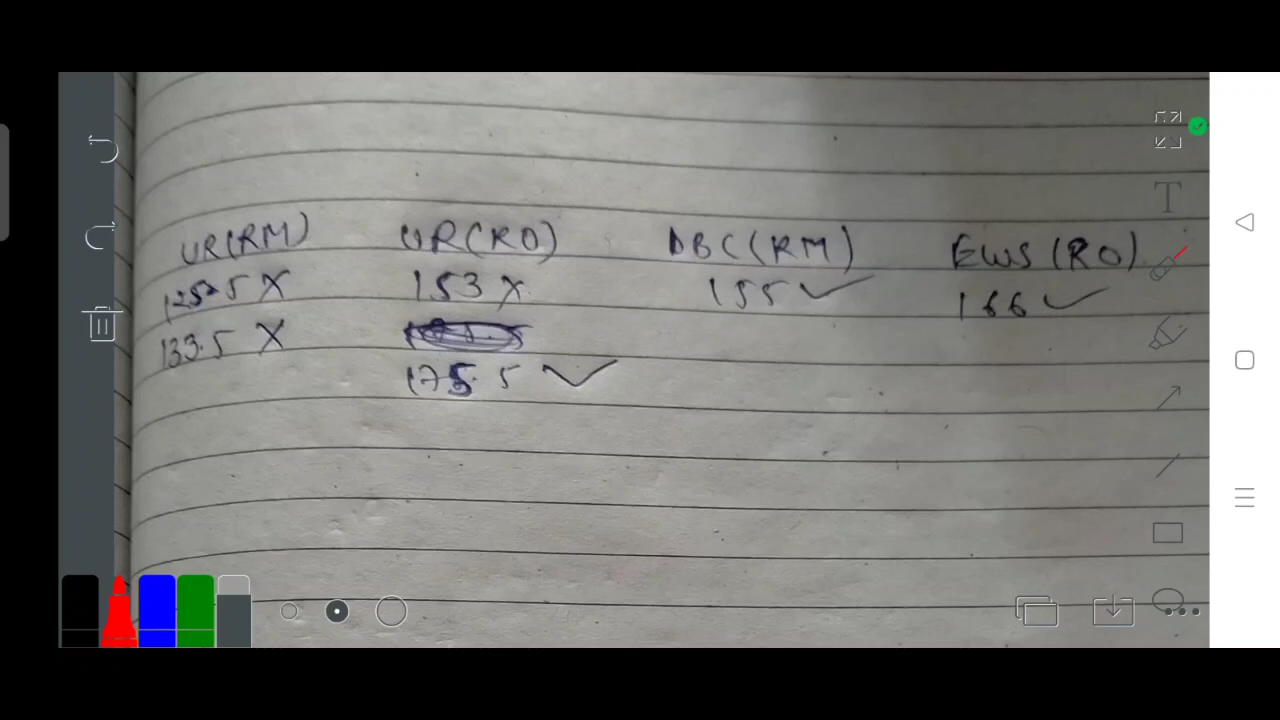 UR(RM) UR(RO) OBC(RM) EWS (RO)
125.5 X 153 X 155 ✓ 166 ✓
133.5 X
175.5 ✓
T